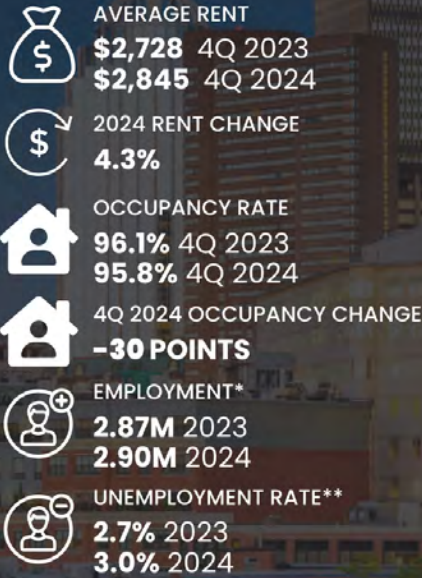 AVERAGE RENT
$2,728 4Q 2023
$2,845 4Q 2024
2024 RENT CHANGE
4.3%
OCCUPANCY RATE
96.1% 4Q 2023
95.8% 4Q 2024
4Q 2024 OCCUPANCY CHANGE
-30 POINTS
EMPLOYMENT*
2.87M 2023
2.90M 2024
UNEMPLOYMENT RATE**
2.7% 2023
3.0% 2024